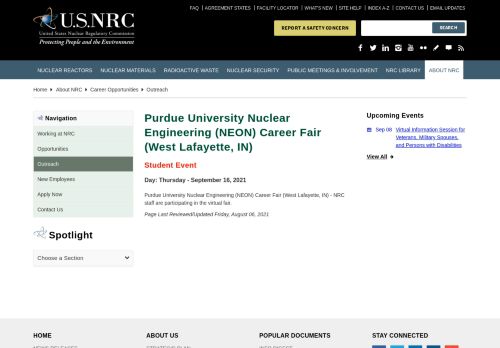 FAQ | AGREEMENT STATES | FACILITY LOCATOR | WHAT'S NEW | SITE HELP | INDEX A-Z | CONTACT US | EMAIL UPDATES
U.S.NRC
United States Nuclear Regulatory Commission
Protecting People and the Environment
REPORT A SAFETY CONCERN
SEARCH
NUCLEAR REACTORS NUCLEAR MATERIALS RADIOACTIVE WASTE NUCLEAR SECURITY PUBLIC MEETINGS & INVOLVEMENT NRC LIBRARY ABOUT NRC
Home About NRC Career Opportunities Outreach
Navigation
Working at NRC
Opportunities
Outreach
New Employees
Apply Now
Contact Us
Spotlight
Choose a Section
Purdue University Nuclear
Engineering (NEON) Career Fair
(West Lafayette, IN)
Student Event
Day: Thursday - September 16, 2021
Purdue University Nuclear Engineering (NEON) Career Fair (West Lafayette, IN) - NRC
staff are participating in the virtual fair.
Page Last Reviewed/Updated Friday, August 06, 2021
Upcoming Events
Sep 08 Virtual Information Session for
Veterans, Military Spouses,
and Persons with Disabilities
View All
HOME ABOUT US POPULAR DOCUMENTS STAY CONNECTED